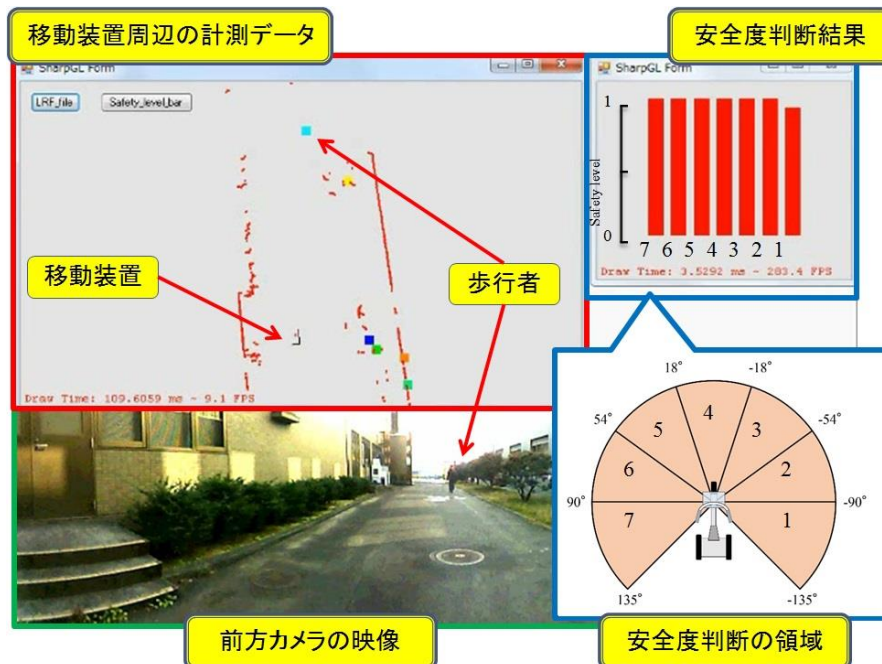 移動装置周辺の計測データ
安全度判断結果
SharpGL Form
LRF_file
Safety_level_bar
移動装置
歩行者
Draw Time: 109.6059 ms - 9.1 FPS
SharpGL Form
1
Safety level
0
7 6 5 4 3 2 1
Draw Time: 3.5292 ms - 283.4 FPS
18°
-18°
54°
-54°
90°
-90°
135°
-135°
4
5
3
6
2
7
1
前方カメラの映像
安全度判断の領域